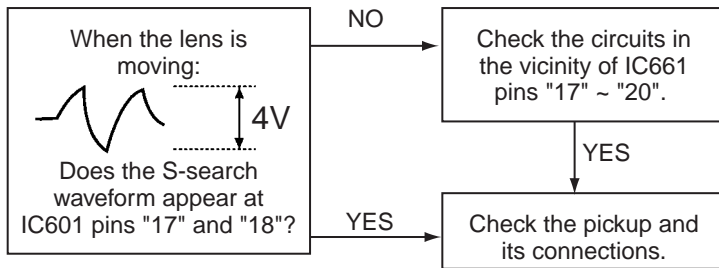 When the lens is
moving:
4V
Does the S-search
waveform appear at
IC601 pins "17" and "18"?
NO
Check the circuits in
the vicinity of IC661
pins "17" ~ "20".
YES
YES
Check the pickup and
its connections.